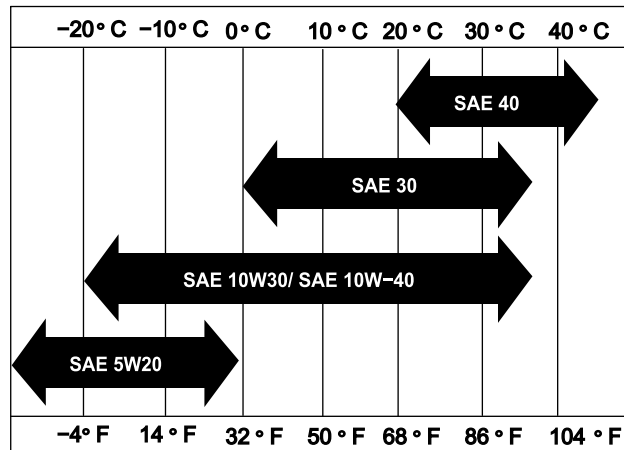 −20° C −10° C 0° C 10° C 20° C 30° C 40° C
SAE 40
SAE 30
SAE 10W30/ SAE 10W−40
SAE 5W20
−4° F 14° F 32° F 50° F 68° F 86° F 104° F